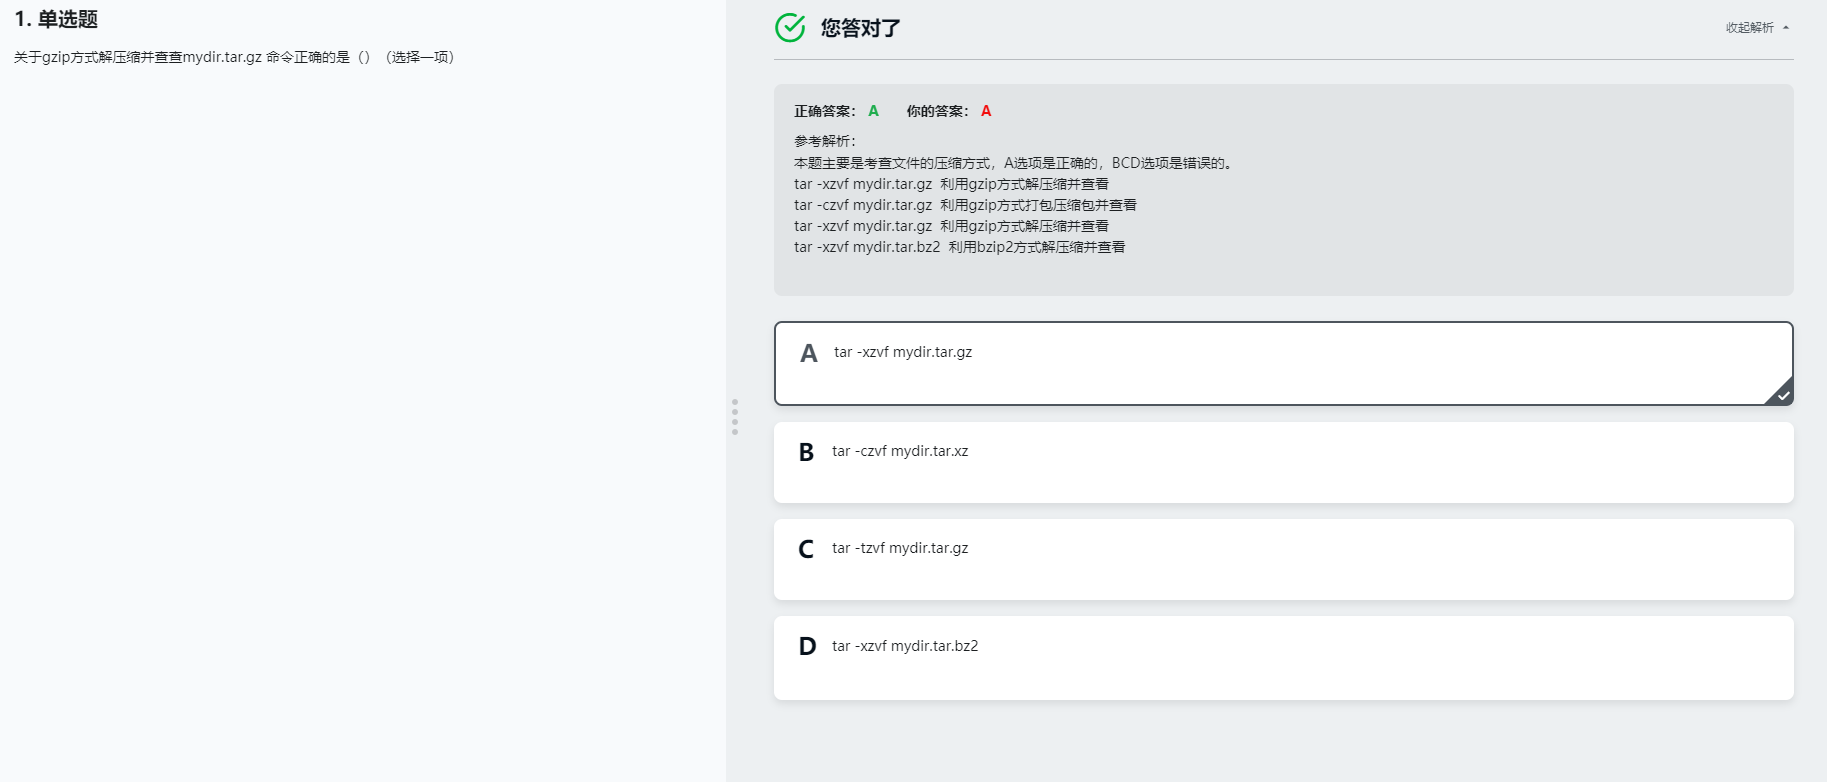 1. 单选题
关于gzip方式解压缩并查查mydir.tar.gz 命令正确的是（）（选择一项）
您答对了
收起解析
正确答案： A 你的答案： A
参考解析：
本题主要是考查文件的压缩方式，A选项是正确的，BCD选项是错误的。
tar -xzvf mydir.tar.gz 利用gzip方式解压缩并查看
tar -czvf mydir.tar.gz 利用gzip方式打包压缩包并查看
tar -xzvf mydir.tar.gz 利用gzip方式解压缩并查看
tar -xzvf mydir.tar.bz2 利用bzip2方式解压缩并查看
A tar -xzvf mydir.tar.gz
B tar -czvf mydir.tar.xz
C tar -tzvf mydir.tar.gz
D tar -xzvf mydir.tar.bz2